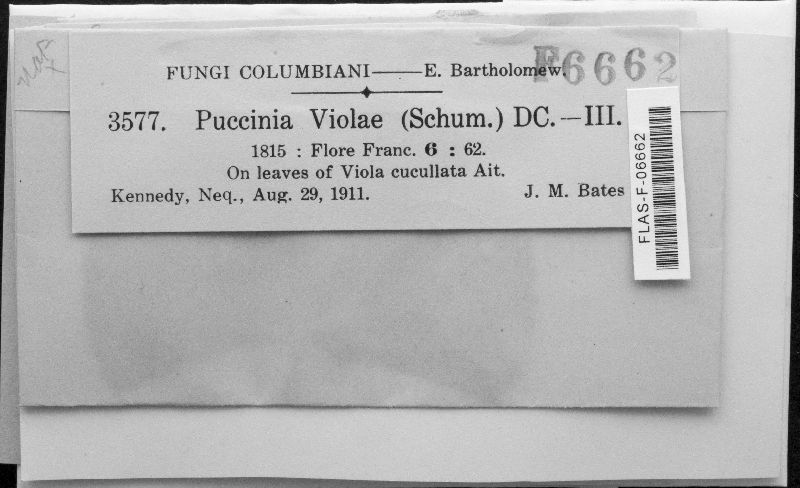 F6662
FUNGI COLUMBIANI——E. Bartholomew.
3577. Puccinia Violae (Schum.) DC.—III.
1815 : Flore Franc. 6 : 62.
On leaves of Viola cucullata Ait.
Kennedy, Neq., Aug. 29, 1911. J. M. Bates
FLAS-F-06662